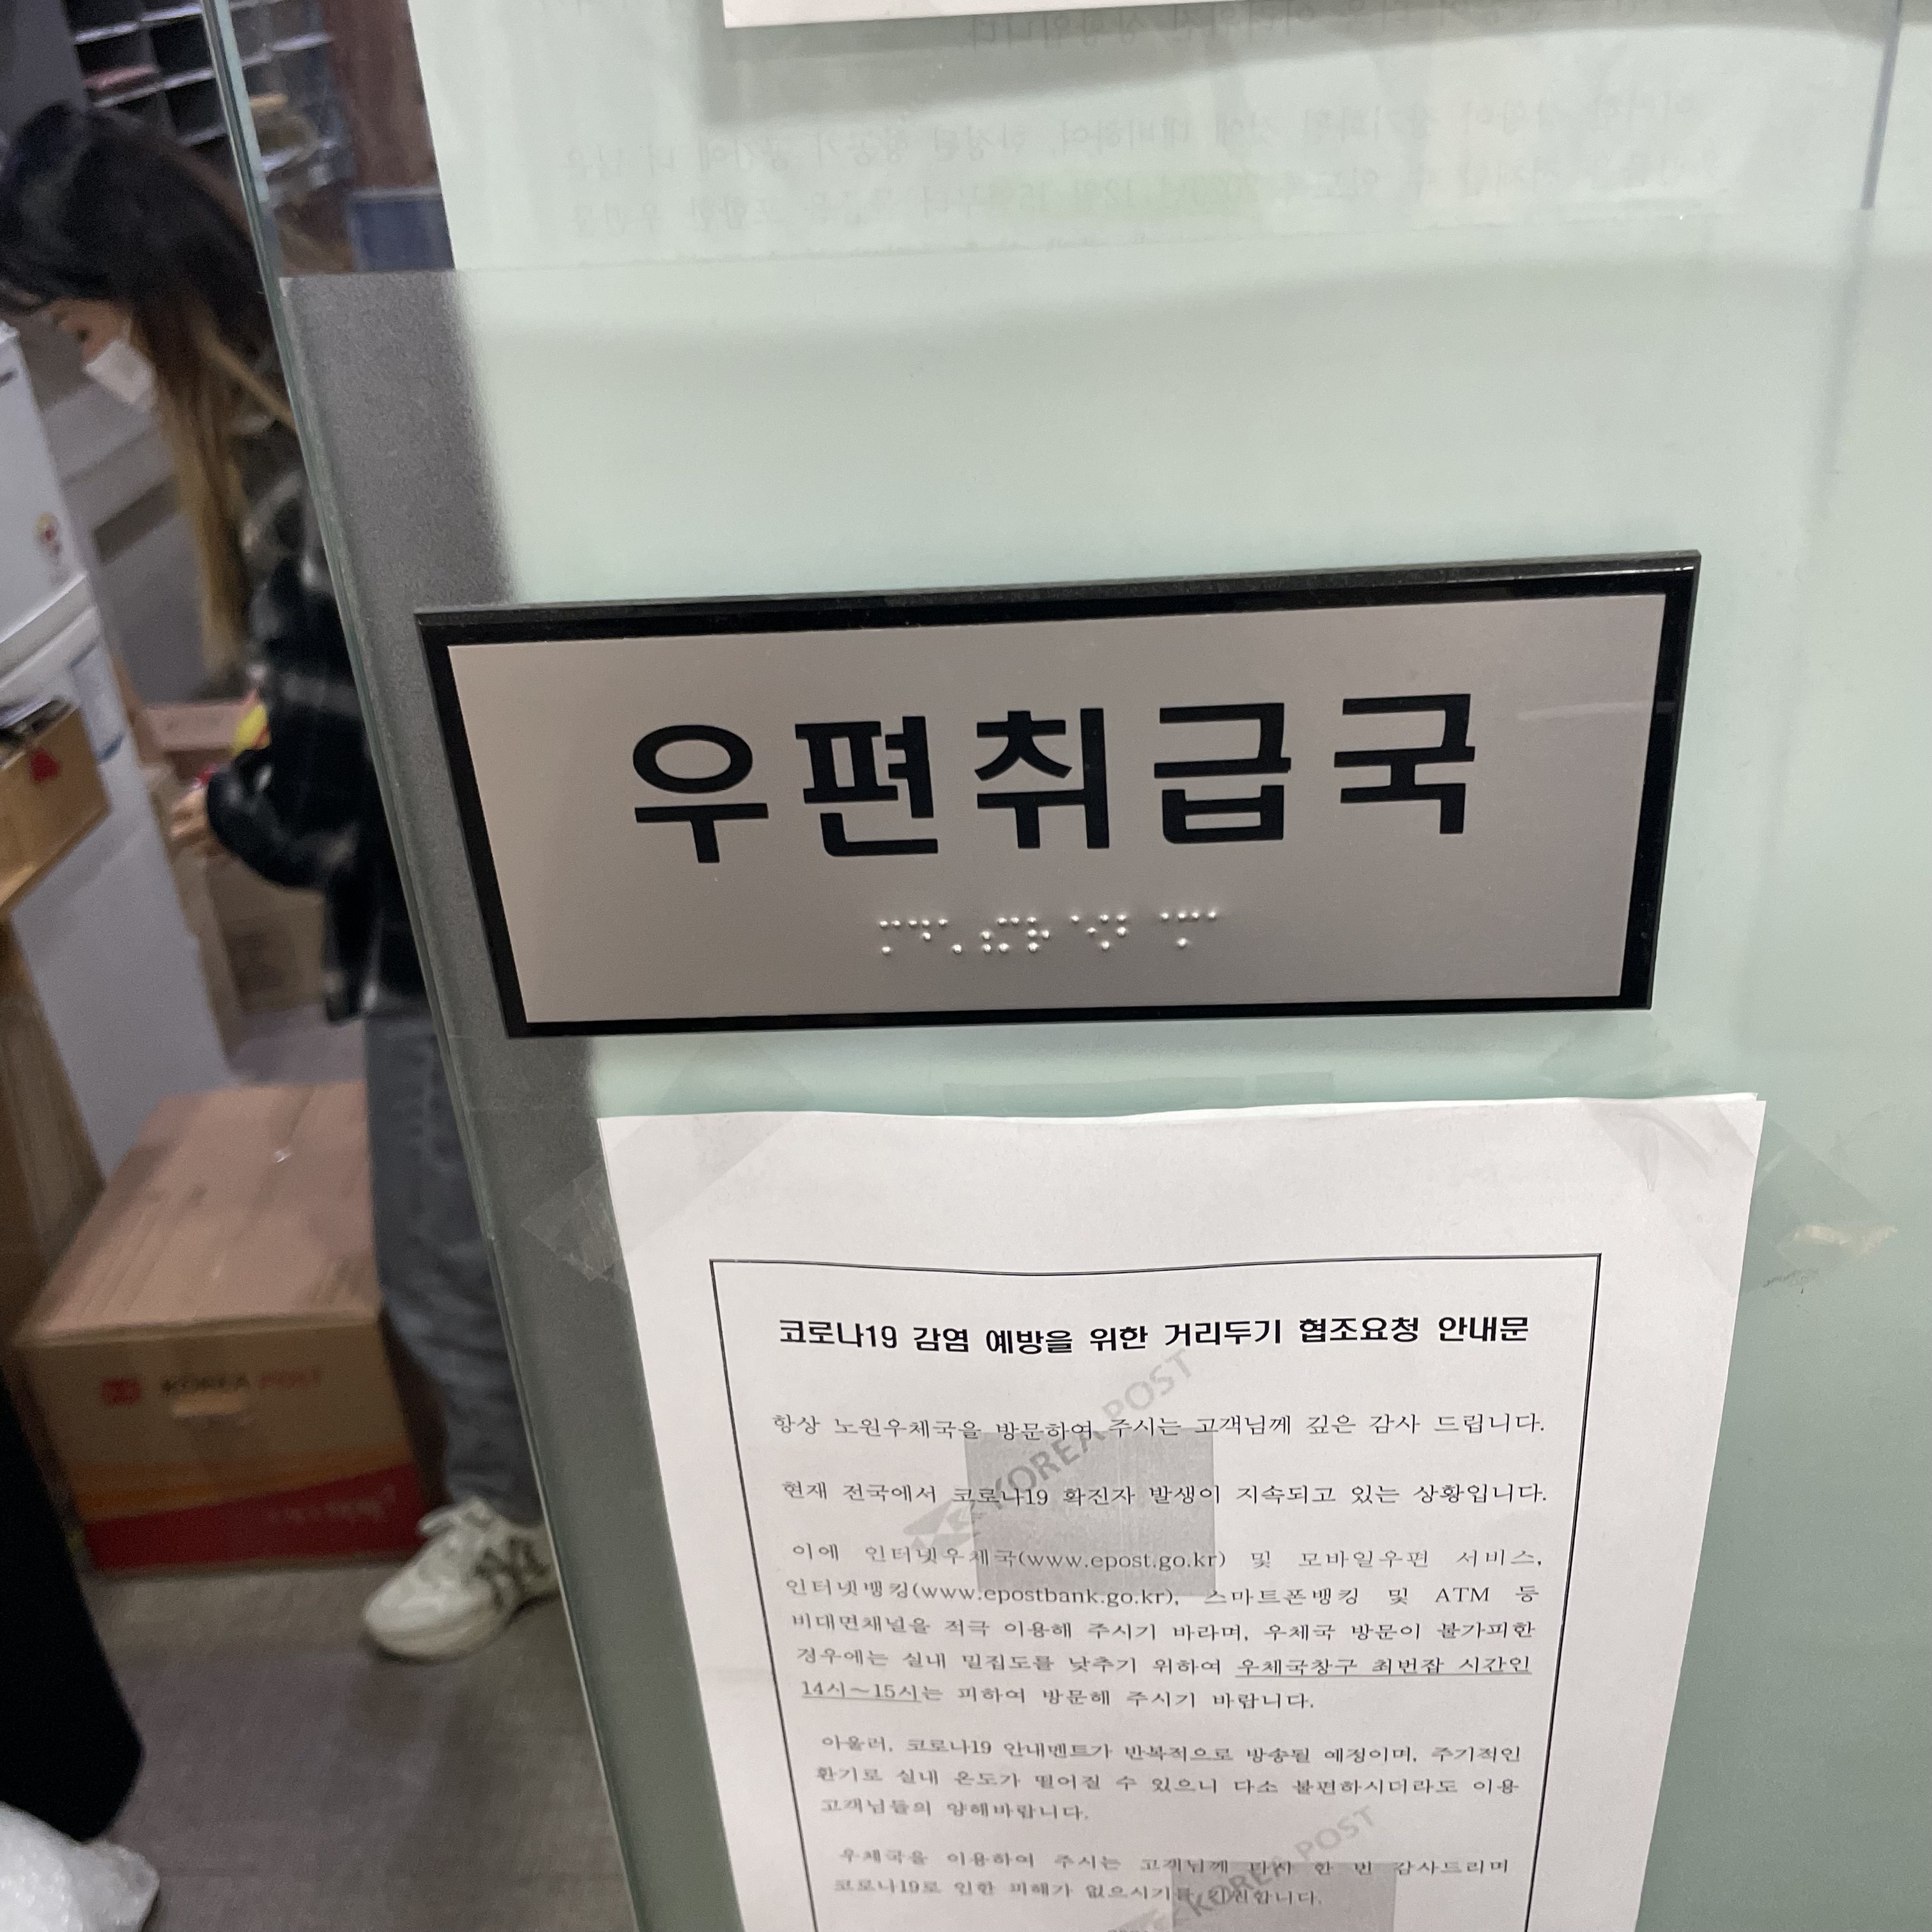 우편취급국
코로나19 감염 예방을 위한 거리두기 협조요청 안내문
항상 노원우체국을 방문하여 주시는 고객님께 깊은 감사 드립니다.
현재 전국에서 코로나19 확진자 발생이 지속되고 있는 상황입니다.
이에 인터넷우체국(www.epost.go.kr) 및 모바일우편 서비스,
인터넷뱅킹(www.epostbank.go.kr), 스마트폰뱅킹 및 ATM 등
비대면채널을 적극 이용해 주시기 바라며, 우체국 방문이 불가피한
경우에는 실내 밀집도를 낮추기 위하여 우체국창구 최번잡 시간인
14시~15시는 피하여 방문해 주시기 바랍니다.
아울러, 코로나19 안내멘트가 반복적으로 방송될 예정이며, 주기적인
환기로 실내 온도가 떨어질 수 있으니 다소 불편하시더라도 이용
고객님들의 양해바랍니다.
우체국을 이용하여 주시는 고객님께 다시 한 번 감사드리며
코로나19로 인한 피해가 없으시기를 기원합니다.
KOREA POST
KOREA POST
KOREA POST